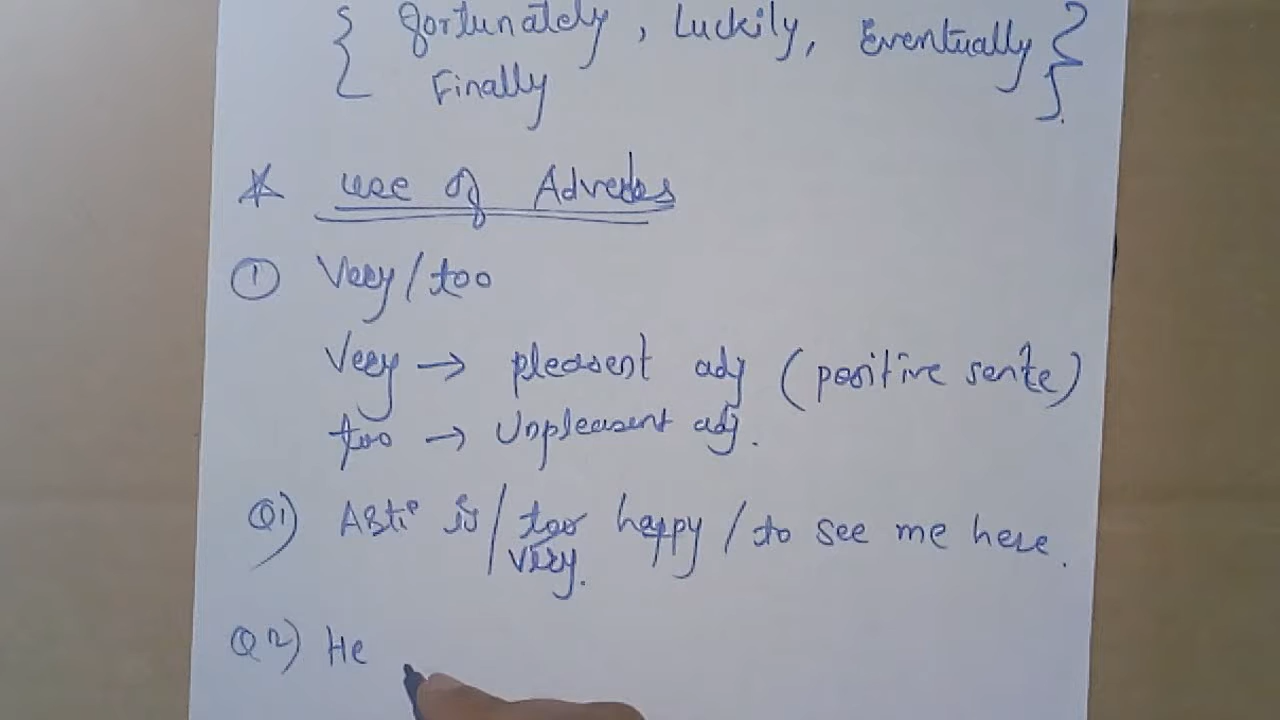 { fortunately, Luckily, Eventually }
Finally
* use of Adverbs
① Very/too
Very → pleasent adj (positive sente)
too → Unpleasent adj.
Q1) ABti is/ too happy/ to see me here.
very.
Q2) He